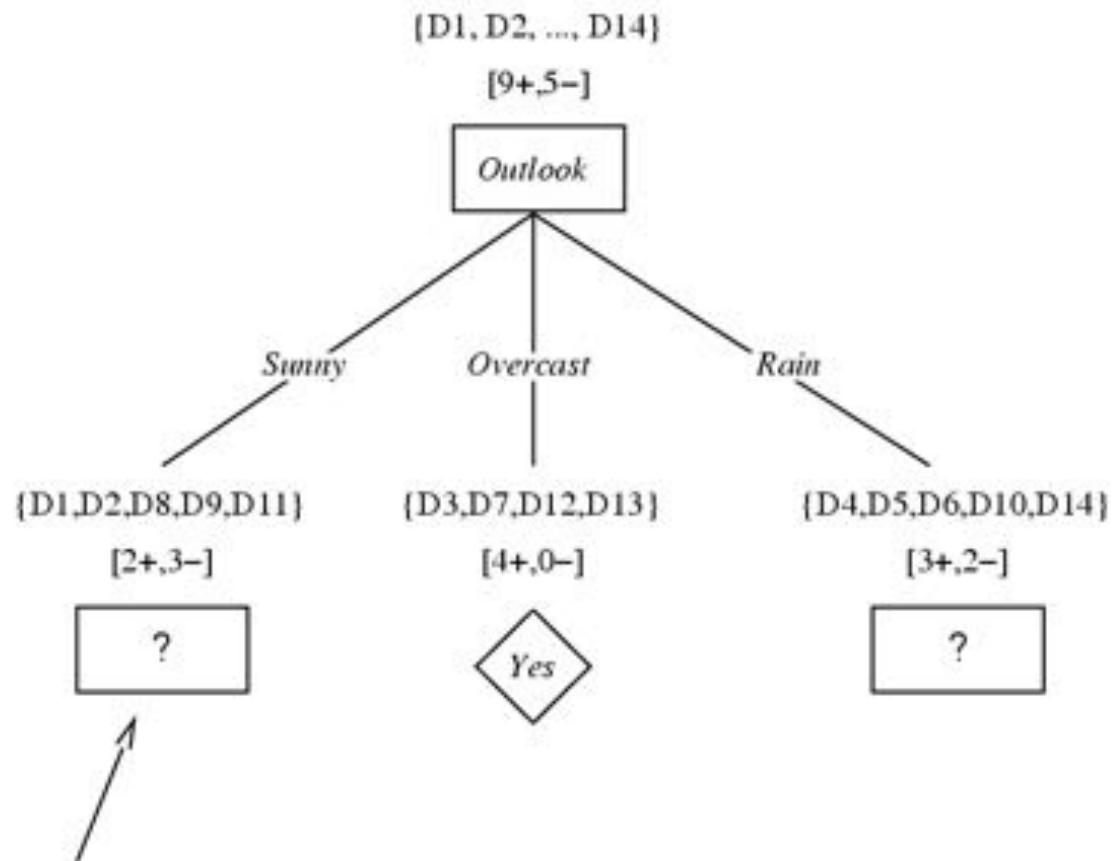 {D1, D2, ..., D14}
[9+,5−]
Outlook
Sunny
Overcast
Rain
{D1,D2,D8,D9,D11}
{D3,D7,D12,D13}
{D4,D5,D6,D10,D14}
[2+,3−]
[4+,0−]
[3+,2−]
?
Yes
?